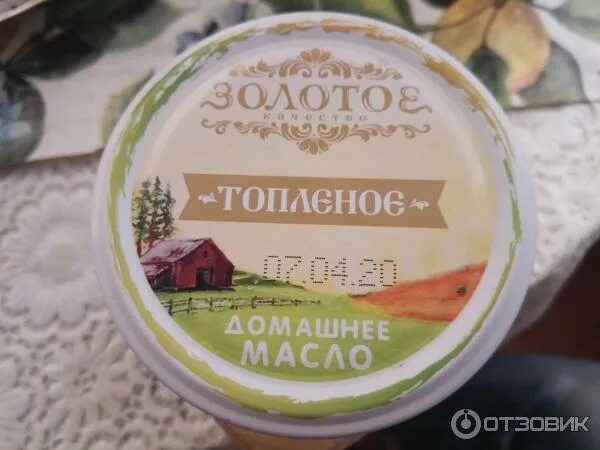 ЗОЛОТОЕ
качество
ТОПЛЕНОЕ
07.04.20
ДОМАШНЕЕ
МАСЛО
ОТЗОВИК